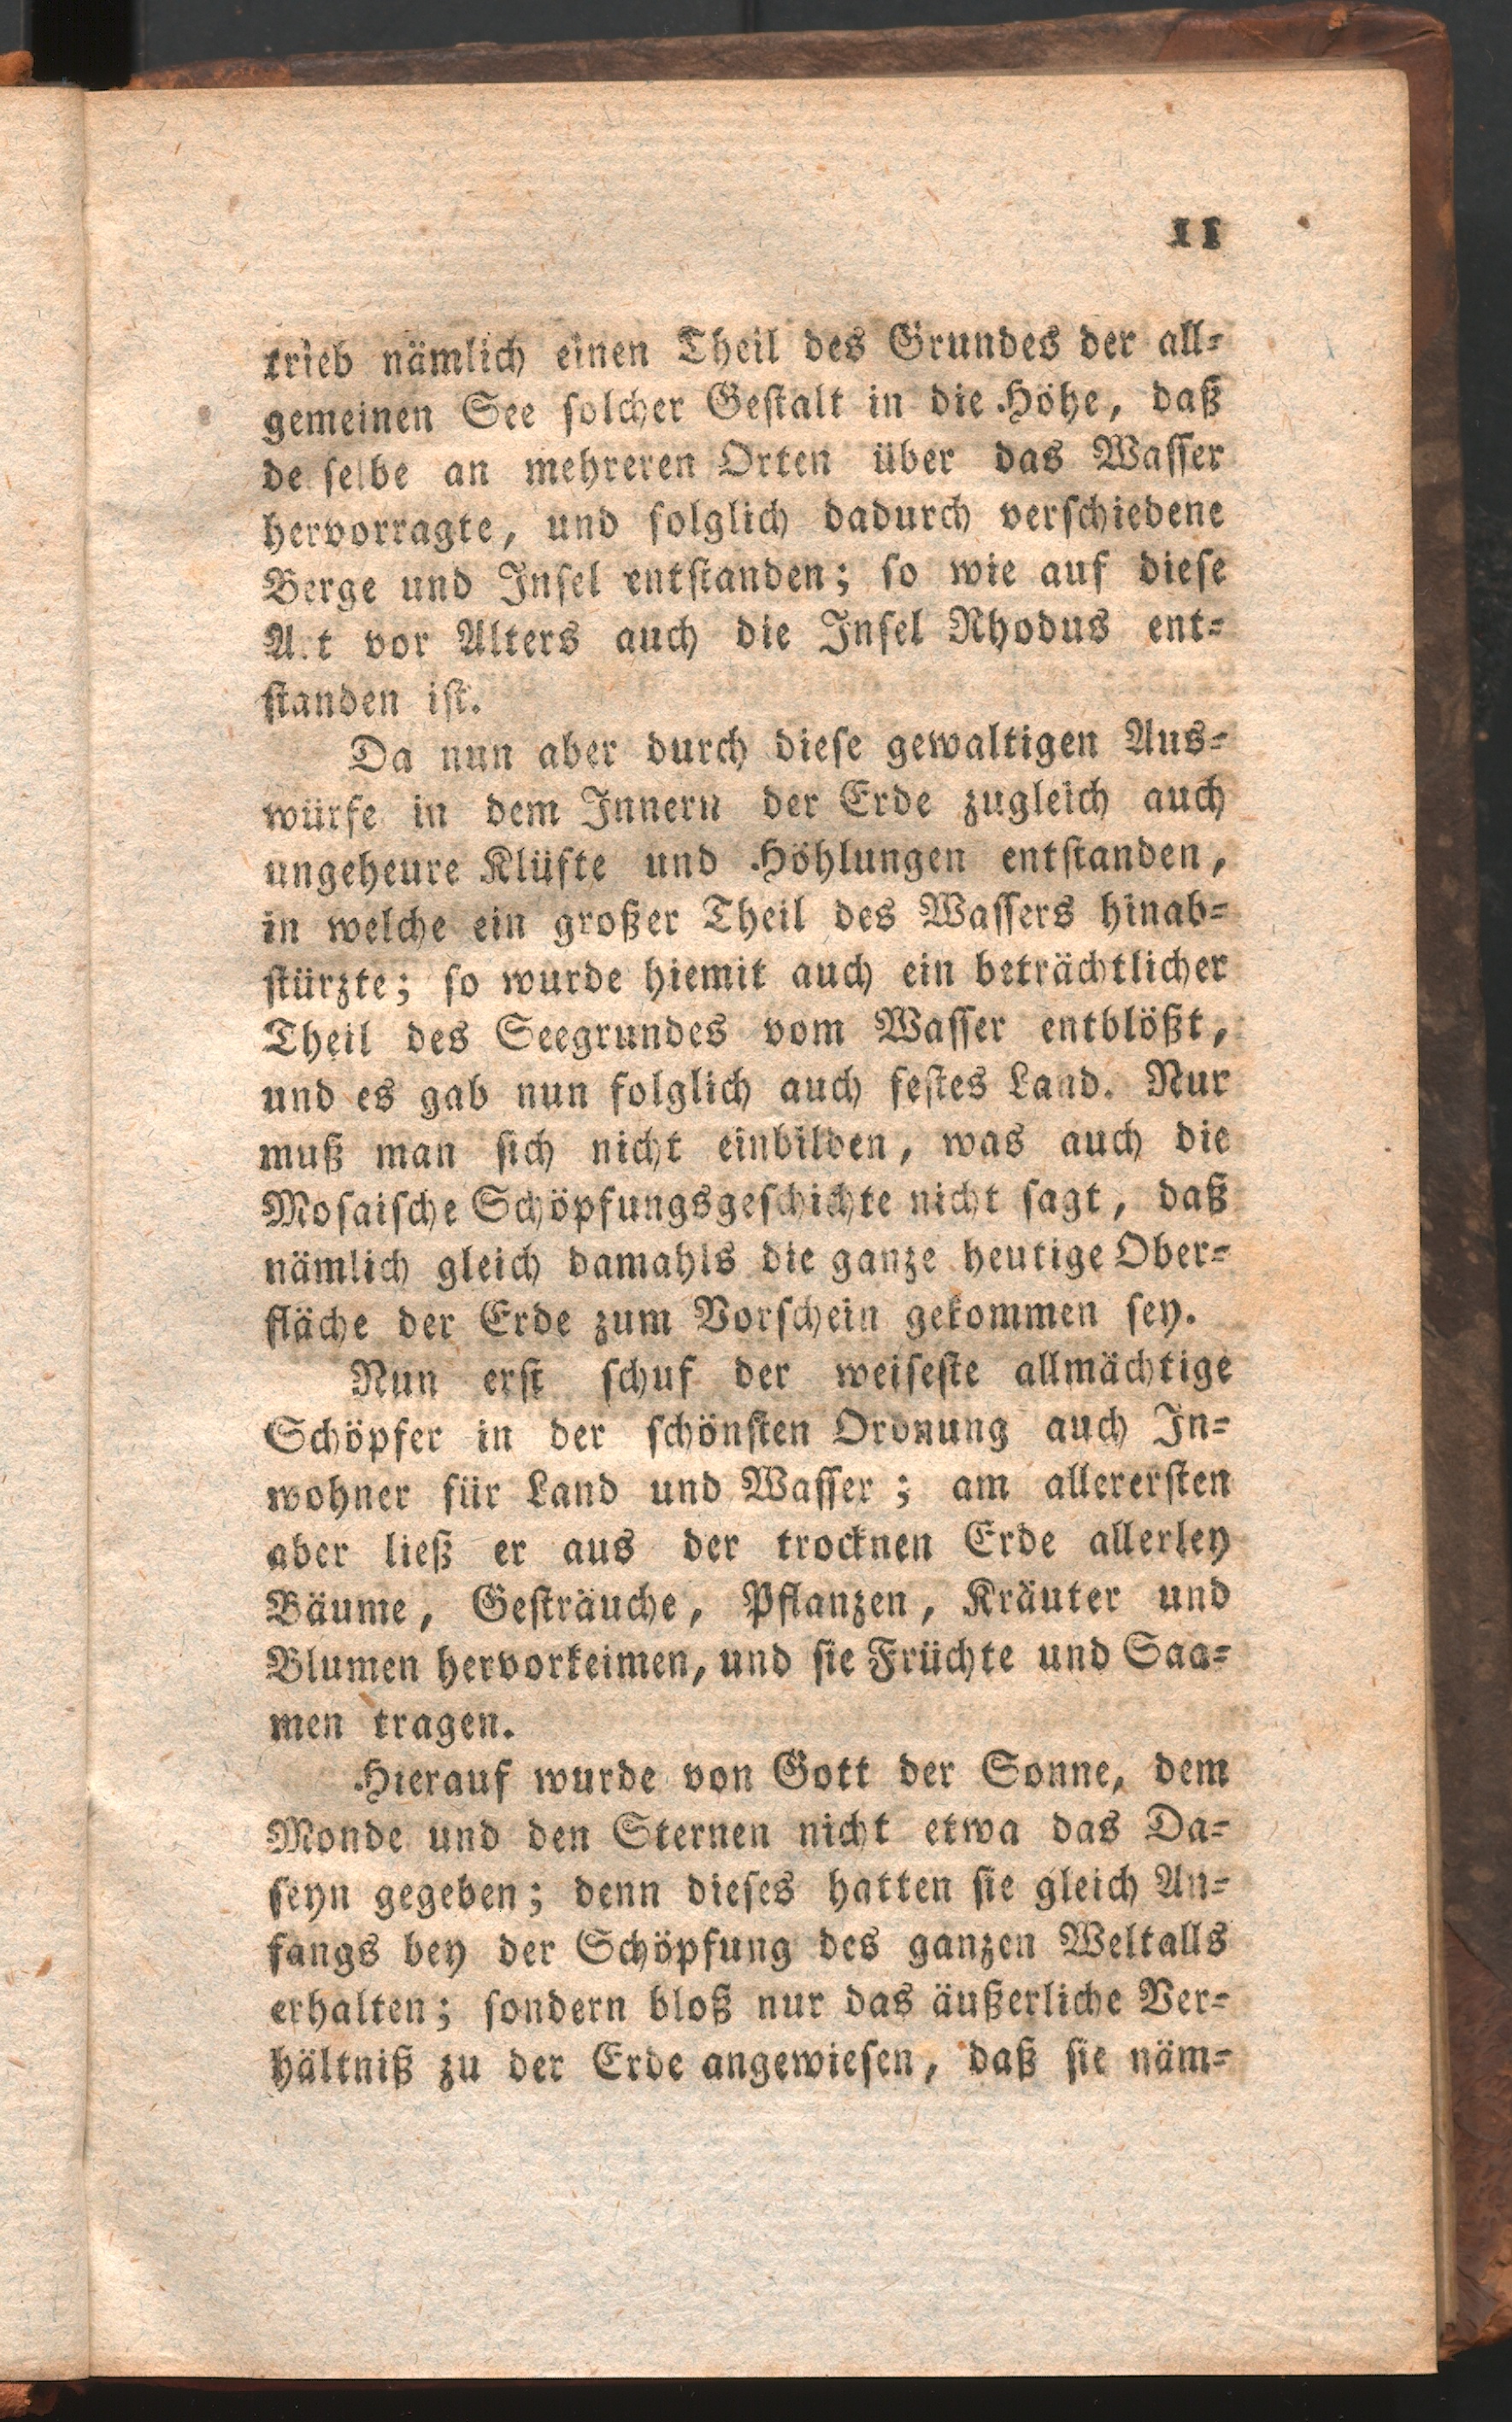 11
trieb nämlich einen Theil des Grundes der all-
gemeinen See solcher Gestalt in die Höhe, daß
de selbe an mehreren Orten über das Wasser
hervorragte, und folglich dadurch verschiedene
Berge und Insel entstanden; so wie auf diese
A.t vor Alters auch die Insel Rhodus ent-
standen ist.
Da nun aber durch diese gewaltigen Aus-
würfe in dem Innern der Erde zugleich auch
ungeheure Klüfte und Höhlungen entstanden,
in welche ein großer Theil des Wassers hinab-
stürzte; so wurde hiemit auch ein beträchtlicher
Theil des Seegrundes vom Wasser entblößt,
und es gab nun folglich auch festes Land. Nur
muß man sich nicht einbilden, was auch die
Mosaische Schöpfungsgeschichte nicht sagt, daß
nämlich gleich damahls die ganze heutige Ober-
fläche der Erde zum Vorschein gekommen sey.
Nun erst schuf der weiseste allmächtige
Schöpfer in der schönsten Ordnung auch In-
wohner für Land und Wasser; am allerersten
aber ließ er aus der trocknen Erde allerley
Bäume, Gesträuche, Pflanzen, Kräuter und
Blumen hervorkeimen, und sie Früchte und Saa-
men tragen.
Hierauf wurde von Gott der Sonne, dem
Monde und den Sternen nicht etwa das Da-
seyn gegeben; denn dieses hatten sie gleich An-
fangs bey der Schöpfung des ganzen Weltalls
erhalten; sondern bloß nur das äußerliche Ver-
hältniß zu der Erde angewiesen, daß sie näm-